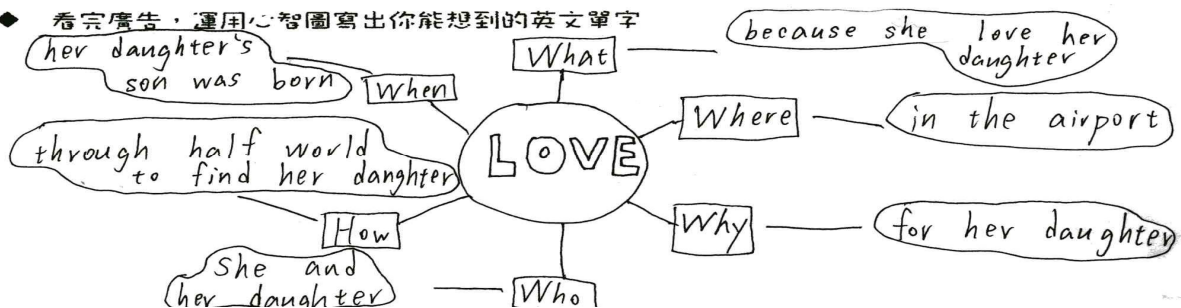 ◆ 看完廣告，運用心智圖寫出你能想到的英文單字
her daughter's
son was born
When
What
because she love her
daughter
Where
in the airport
through half world
to find her danghter
LOVE
How
Why
for her daughter
She and
her daughter
Who